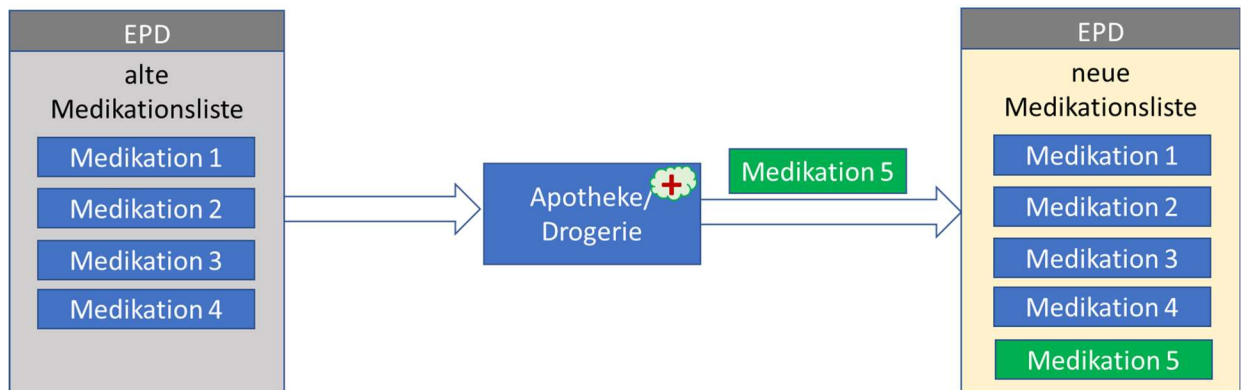 EPD
alte
Medikationsliste
Medikation 1
Medikation 2
Medikation 3
Medikation 4
Apotheke/
Drogerie
Medikation 5
EPD
neue
Medikationsliste
Medikation 1
Medikation 2
Medikation 3
Medikation 4
Medikation 5